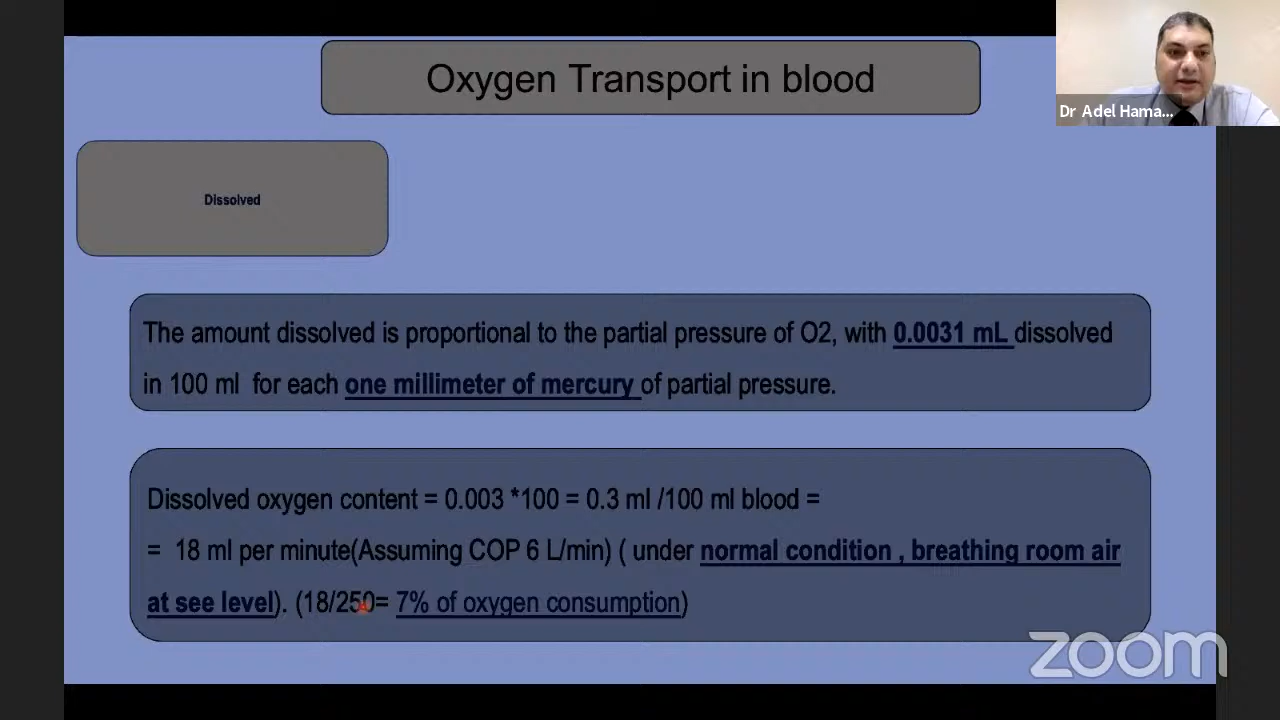 Oxygen Transport in blood
Dr Adel Hama...
Dissolved
The amount dissolved is proportional to the partial pressure of O2, with 0.0031 mL dissolved
in 100 ml for each one millimeter of mercury of partial pressure.
Dissolved oxygen content = 0.003 *100 = 0.3 ml /100 ml blood =
= 18 ml per minute(Assuming COP 6 L/min) ( under normal condition , breathing room air
at see level). (18/250= 7% of oxygen consumption)
zoom